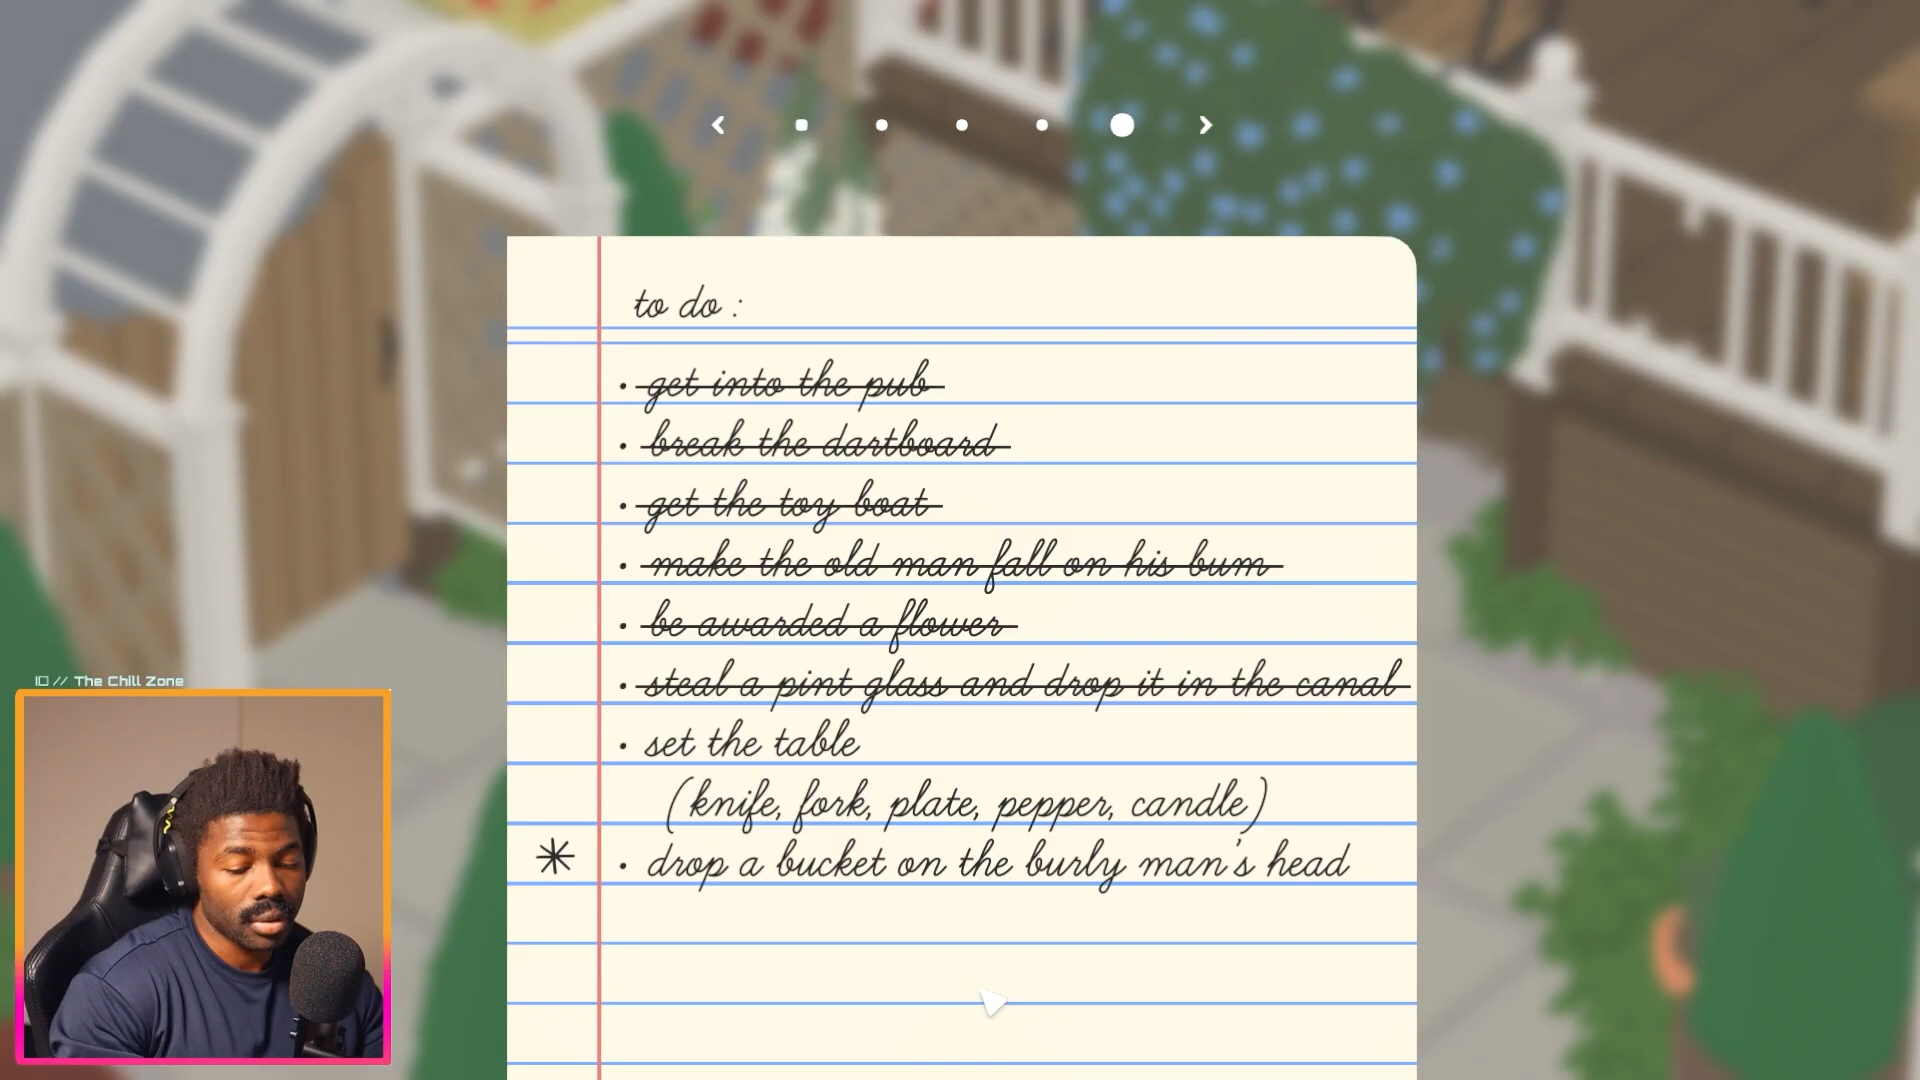 to do :
• get into the pub
• break the dartboard
• get the toy boat
• make the old man fall on his bum
• be awarded a flower
• steal a pint glass and drop it in the canal
• set the table
(knife, fork, plate, pepper, candle)
• drop a bucket on the burly man's head
// The Chill Zone